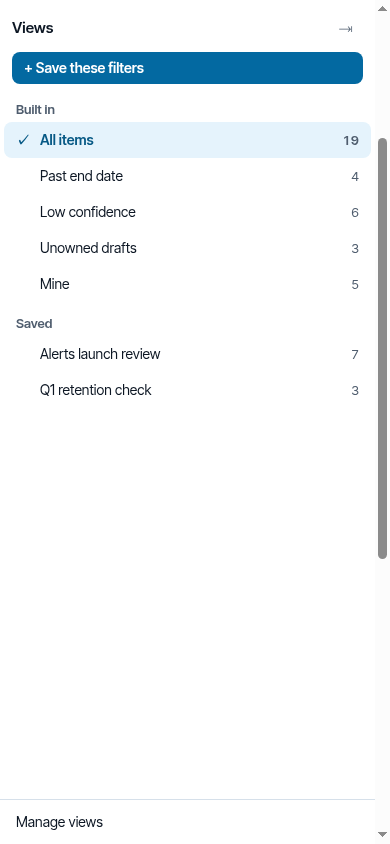 Views
+ Save these filters
Built in
✓ All items 19
Past end date 4
Low confidence 6
Unowned drafts 3
Mine 5
Saved
Alerts launch review 7
Q1 retention check 3
Manage views